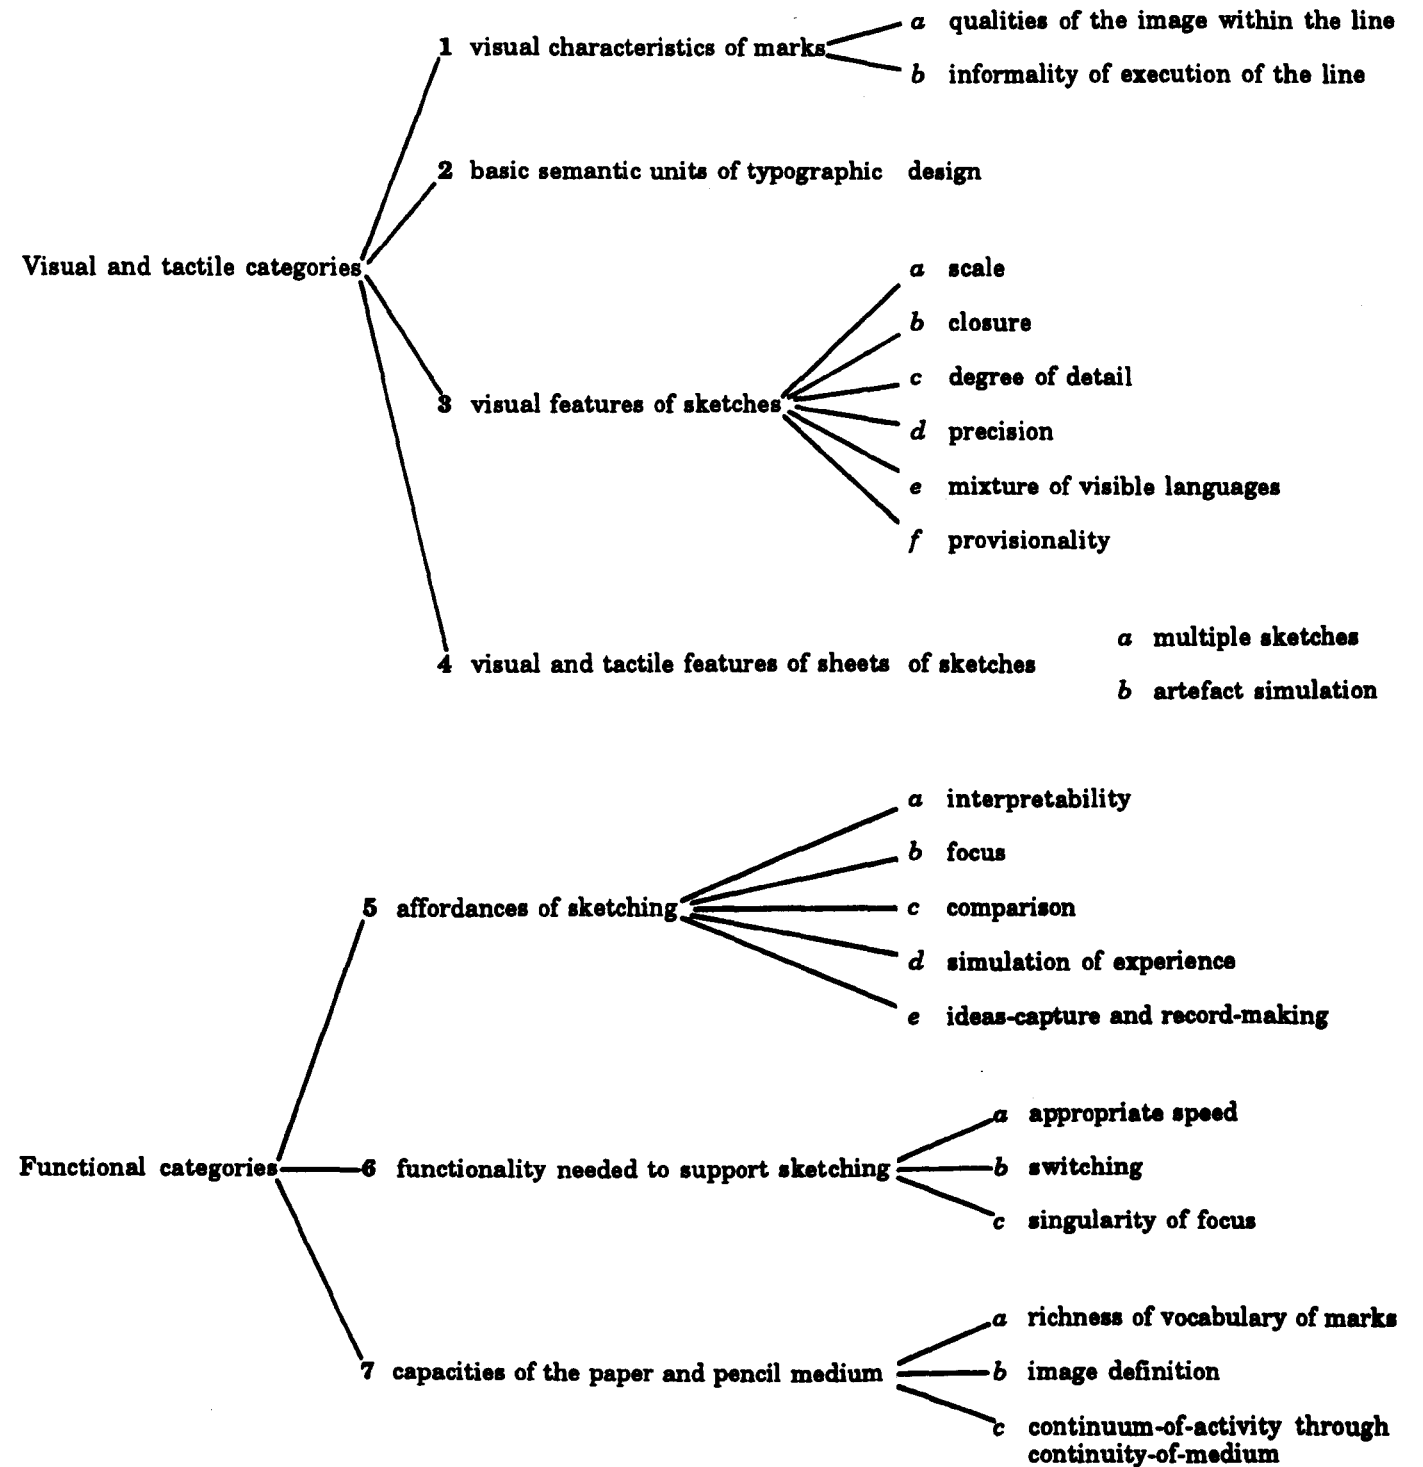 a qualities of the image within the line
1 visual characteristics of marks
b informality of execution of the line
2 basic semantic units of typographic design
Visual and tactile categories
a scale
b closure
c degree of detail
3 visual features of sketches
d precision
e mixture of visible languages
f provisionality
a multiple sketches
4 visual and tactile features of sheets of sketches
b artefact simulation
a interpretability
b focus
5 affordances of sketching
c comparison
d simulation of experience
e ideas-capture and record-making
a appropriate speed
Functional categories
6 functionality needed to support sketching
b switching
c singularity of focus
a richness of vocabulary of marks
7 capacities of the paper and pencil medium
b image definition
c continuum-of-activity through
continuity-of-medium